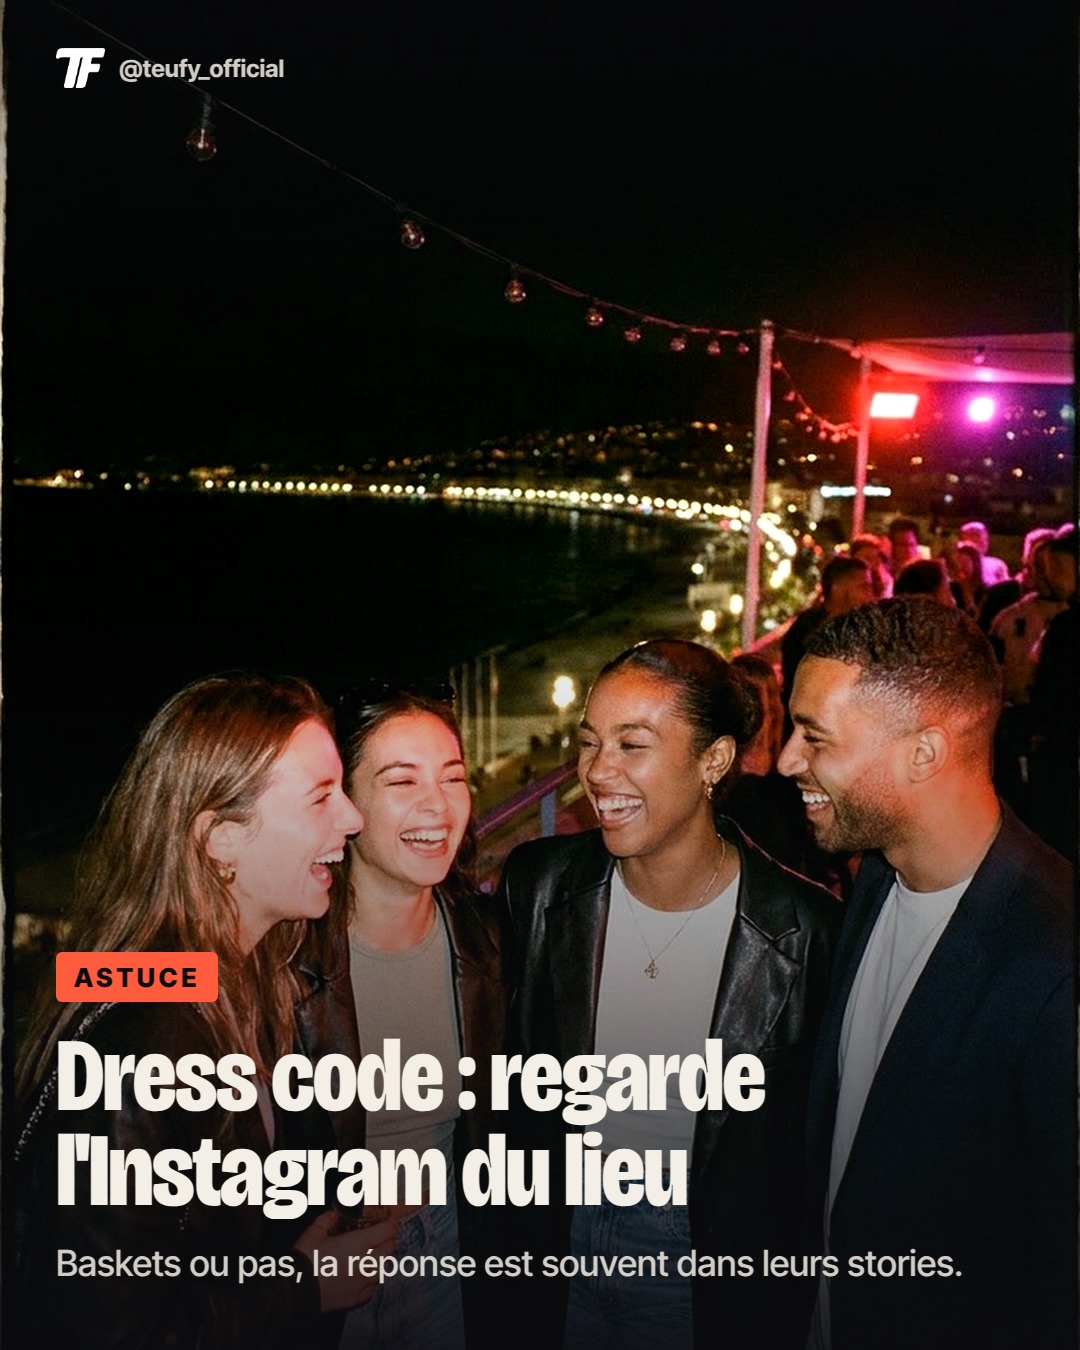 TF @teufy_official
ASTUCE
Dress code : regarde
l'Instagram du lieu
Baskets ou pas, la réponse est souvent dans leurs stories.